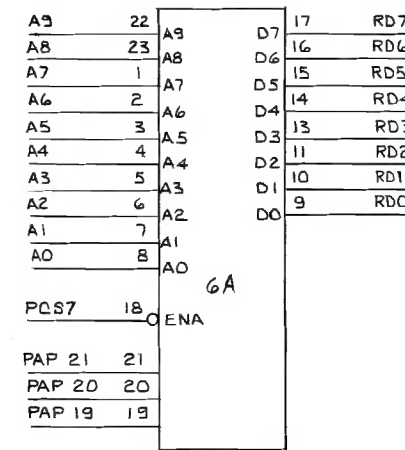 A9 22 A9 D7 17 RD7
A8 23 A8 D6 16 RD6
A7 1 A7 D5 15 RD5
A6 2 A6 D4 14 RD4
A5 3 A5 D3 13 RD3
A4 4 A4 D2 11 RD2
A3 5 A3 D1 10 RD1
A2 6 A2 D0 9 RD0
A1 7 A1
A0 8 A0
6A
PCS7 18 ENA
PAP 21 21
PAP 20 20
PAP 19 19